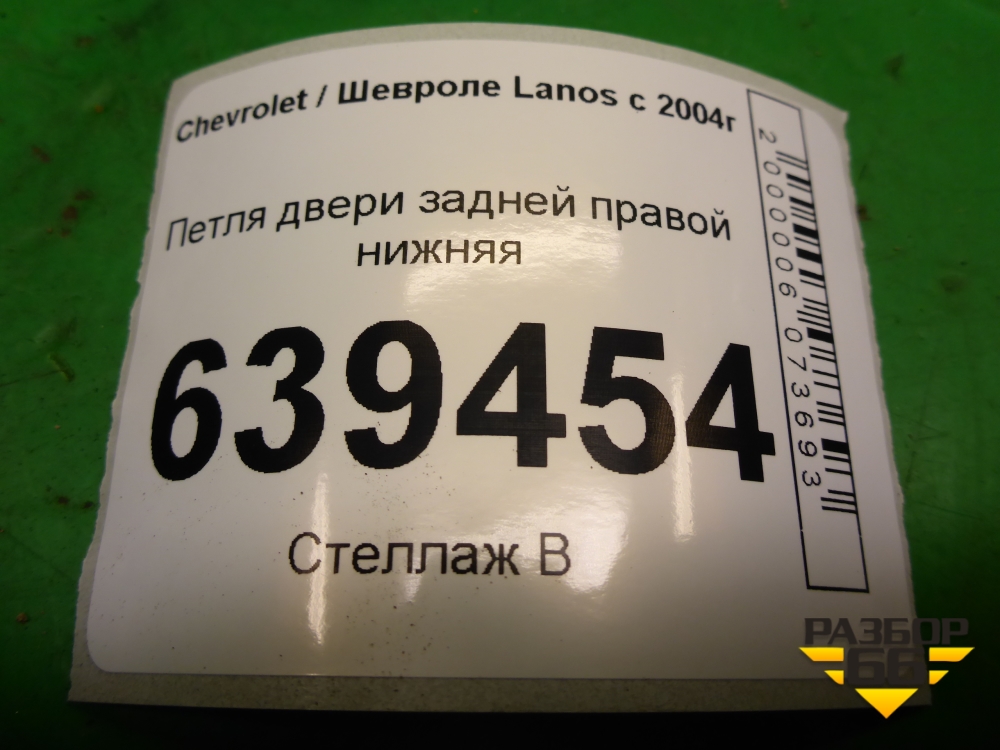 Chevrolet / Шевроле Lanos с 2004г
Петля двери задней правой
нижняя
639454
Стеллаж В
2000006073693
РАЗБОР
66